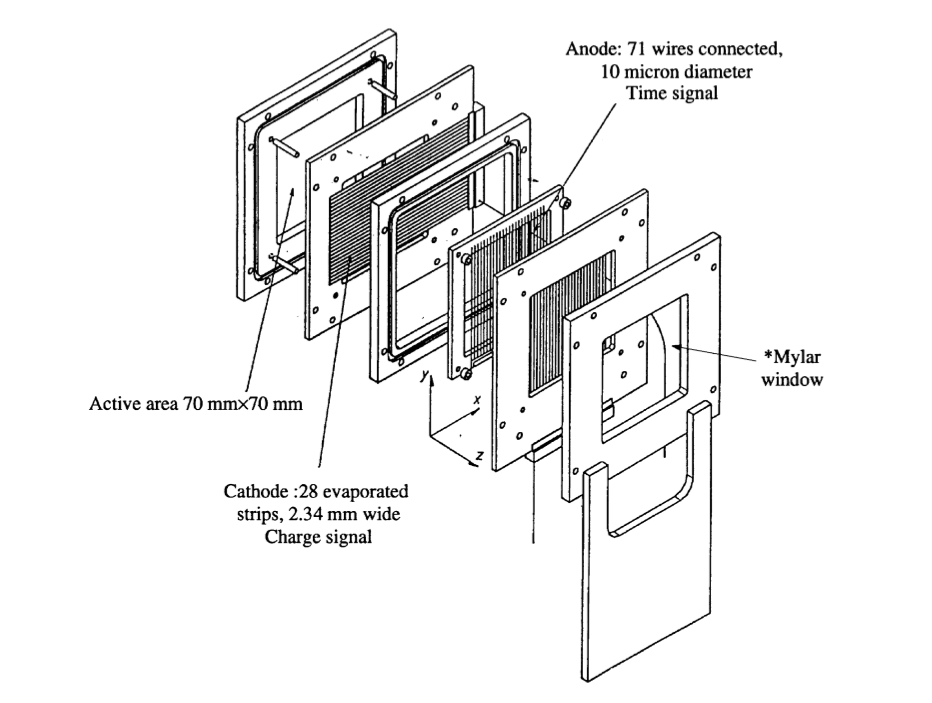 Anode: 71 wires connected,
10 micron diameter
Time signal
*Mylar
window
y
x
z
Active area 70 mm×70 mm
Cathode :28 evaporated
strips, 2.34 mm wide
Charge signal